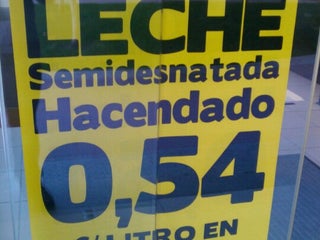 LECHE
Semidesnatada
Hacendado
0,54
€/LITRO EN